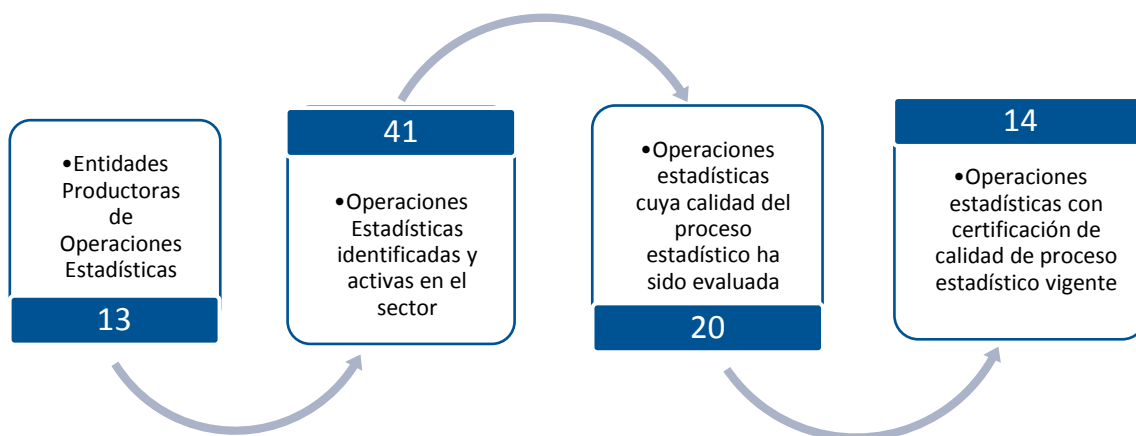 •Entidades
Productoras
de
Operaciones
Estadísticas
13
41
•Operaciones
Estadísticas
identificadas y
activas en el
sector
•Operaciones
estadísticas
cuya calidad del
proceso
estadístico ha
sido evaluada
20
14
•Operaciones
estadísticas con
certificación de
calidad de proceso
estadístico vigente